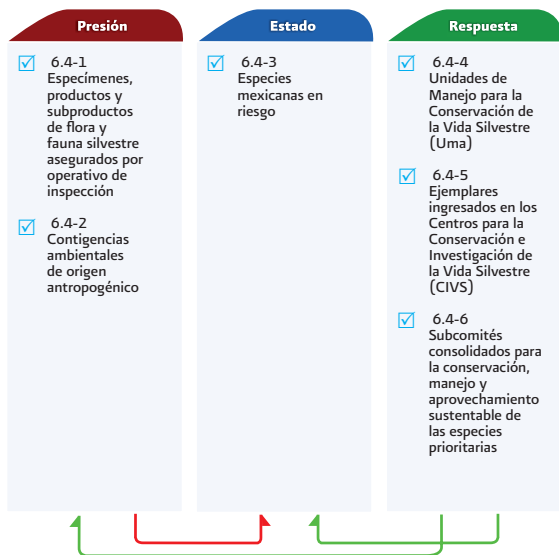 Presión
6.4-1
Especímenes,
productos y
subproductos
de flora y
fauna silvestre
asegurados por
operativo de
inspección
6.4-2
Contigencias
ambientales
de origen
antropogénico
Estado
6.4-3
Especies
mexicanas en
riesgo
Respuesta
6.4-4
Unidades de
Manejo para la
Conservación de
la Vida Silvestre
(Uma)
6.4-5
Ejemplares
ingresados en los
Centros para la
Conservación e
Investigación de
la Vida Silvestre
(CIVS)
6.4-6
Subcomités
consolidados para
la conservación,
manejo y
aprovechamiento
sustentable de
las especies
prioritarias